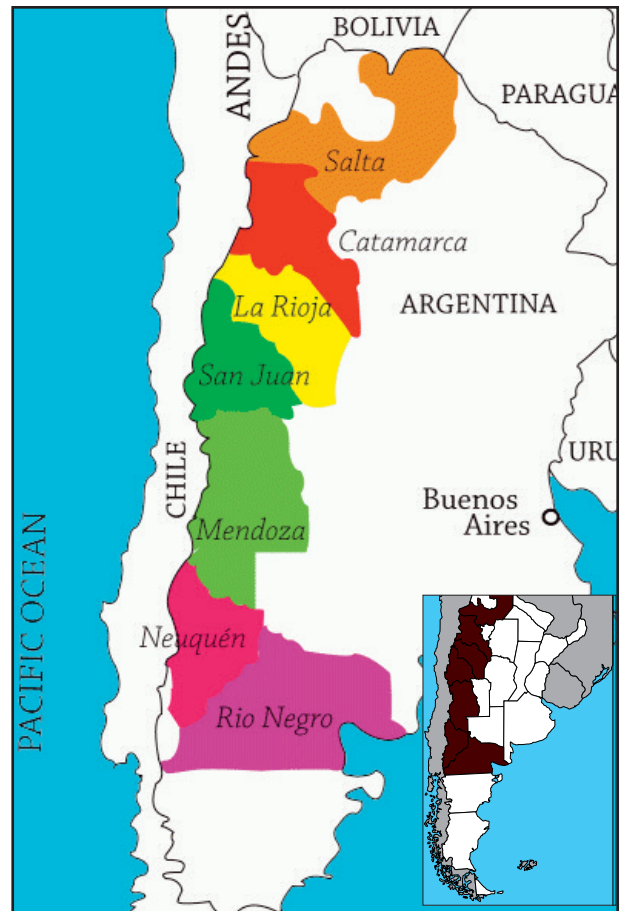 BOLIVIA
ANDES
PARAGUA
Salta
Catamarca
La Rioja
ARGENTINA
San Juan
CHILE
URU
Buenos
Aires
Mendoza
PACIFIC OCEAN
Neuquén
Rio Negro